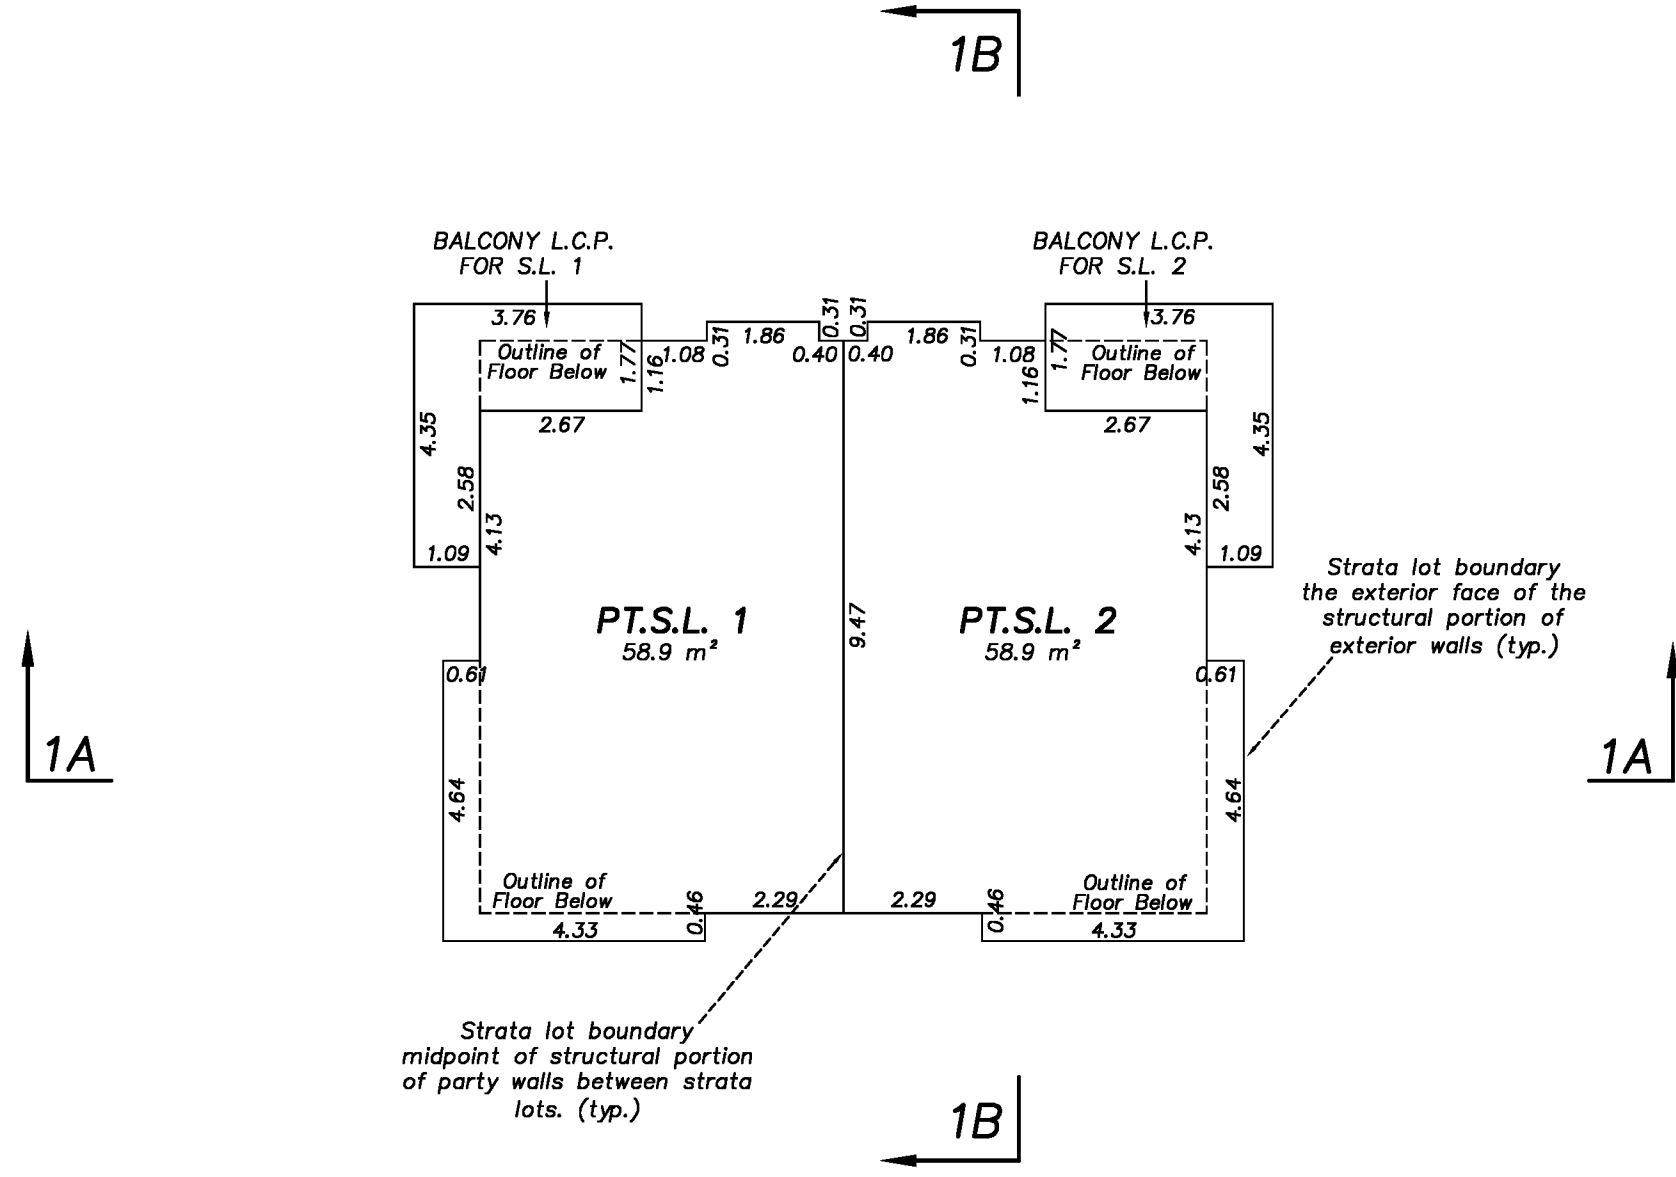 1B
BALCONY L.C.P.
FOR S.L. 1
BALCONY L.C.P.
FOR S.L. 2
3.76
0.31
0.31
3.76
1.86
1.86
0.31
0.31
1.08
0.40
0.40
1.08
1.77
1.16
1.77
1.16
Outline of
Floor Below
Outline of
Floor Below
2.67
2.67
4.35
4.35
2.58
2.58
4.13
4.13
1.09
1.09
Strata lot boundary
the exterior face of the
structural portion of
exterior walls (typ.)
PT.S.L. 1
58.9 m²
9.47
PT.S.L. 2
58.9 m²
0.61
0.61
1A
1A
4.64
4.64
Outline of
Floor Below
Outline of
Floor Below
0.46
2.29
2.29
0.46
4.33
4.33
Strata lot boundary
midpoint of structural portion
of party walls between strata
lots. (typ.)
1B